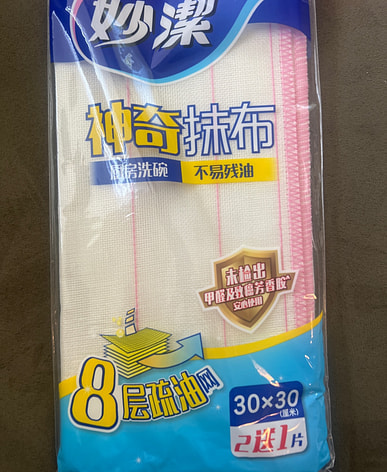 妙潔
神奇抹布
厨房洗碗 不易残油
未检出
甲醛及致癌芳香胺
安心使用
8层疏油网
30×30
(厘米)
2送1片